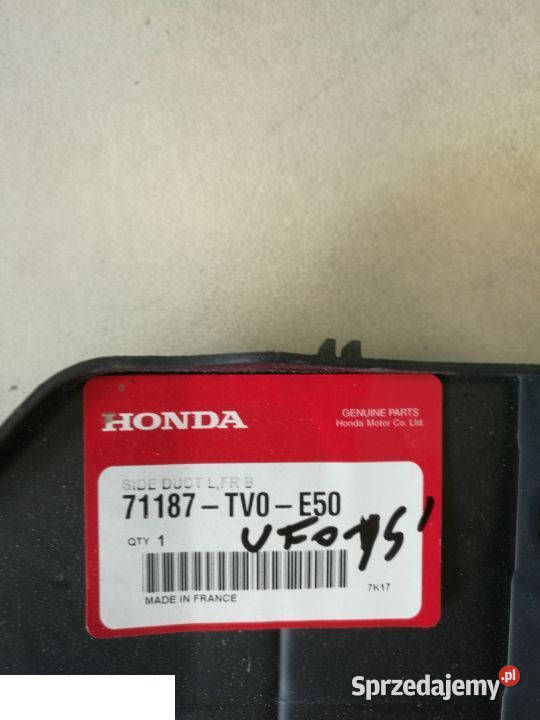 HONDA
GENUINE PARTS
Honda Motor Co. Ltd.
SIDE DUCT L,FR B
71187-TV0-E50
QTY 1
MADE IN FRANCE
7K17
Sprzedajemy.pl